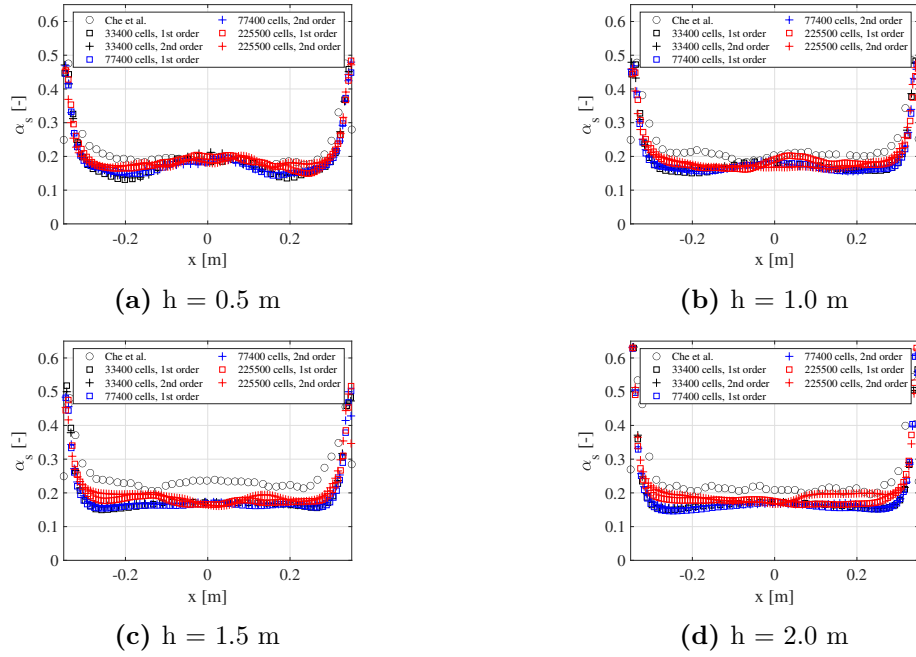 Che et al.
33400 cells, 1st order
33400 cells, 2nd order
77400 cells, 1st order
77400 cells, 2nd order
225500 cells, 1st order
225500 cells, 2nd order
0.6
0.5
0.4
0.3
0.2
0.1
0
α_s [-]
-0.2 0 0.2
x [m]
(a) h = 0.5 m
Che et al.
33400 cells, 1st order
33400 cells, 2nd order
77400 cells, 1st order
77400 cells, 2nd order
225500 cells, 1st order
225500 cells, 2nd order
0.6
0.5
0.4
0.3
0.2
0.1
0
α_s [-]
-0.2 0 0.2
x [m]
(b) h = 1.0 m
Che et al.
33400 cells, 1st order
33400 cells, 2nd order
77400 cells, 1st order
77400 cells, 2nd order
225500 cells, 1st order
225500 cells, 2nd order
0.6
0.5
0.4
0.3
0.2
0.1
0
α_s [-]
-0.2 0 0.2
x [m]
(c) h = 1.5 m
Che et al.
33400 cells, 1st order
33400 cells, 2nd order
77400 cells, 1st order
77400 cells, 2nd order
225500 cells, 1st order
225500 cells, 2nd order
0.6
0.5
0.4
0.3
0.2
0.1
0
α_s [-]
-0.2 0 0.2
x [m]
(d) h = 2.0 m